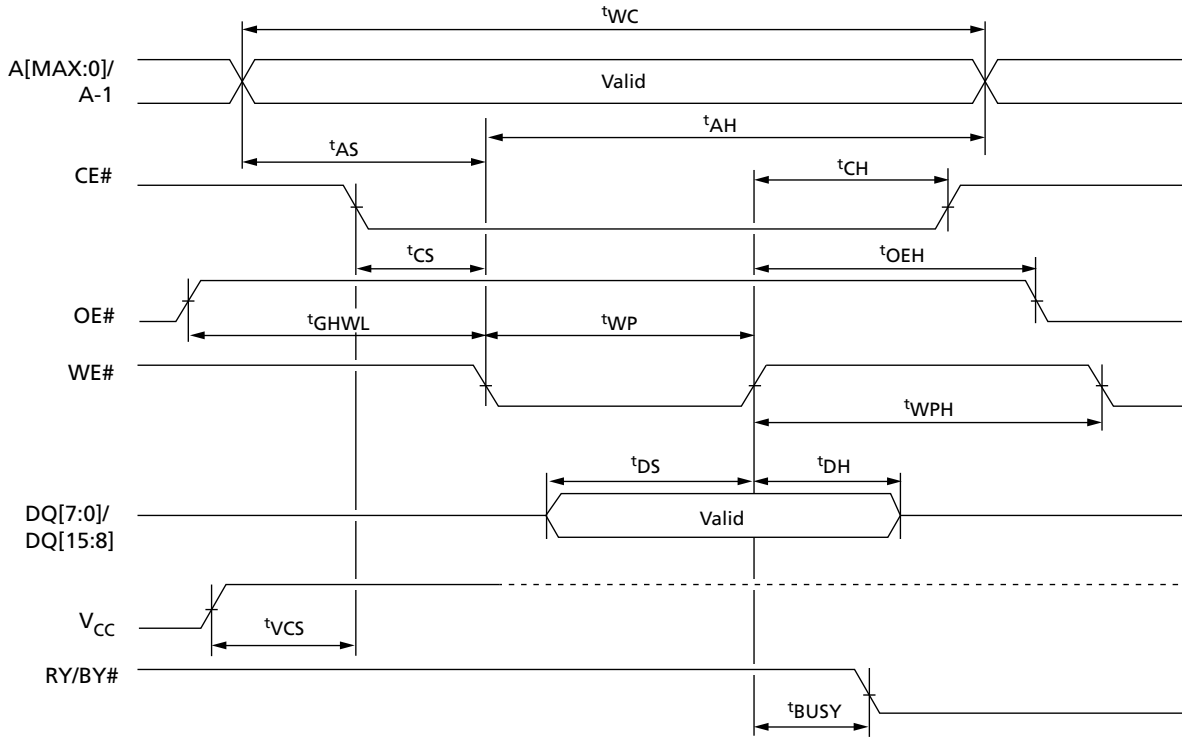 tWC
A[MAX:0]/
A-1
Valid
tAH
tAS
CE#
tCH
tCS
tOEH
OE#
tGHWL
tWP
WE#
tWPH
tDS
tDH
DQ[7:0]/
DQ[15:8]
Valid
VCC
tVCS
RY/BY#
tBUSY